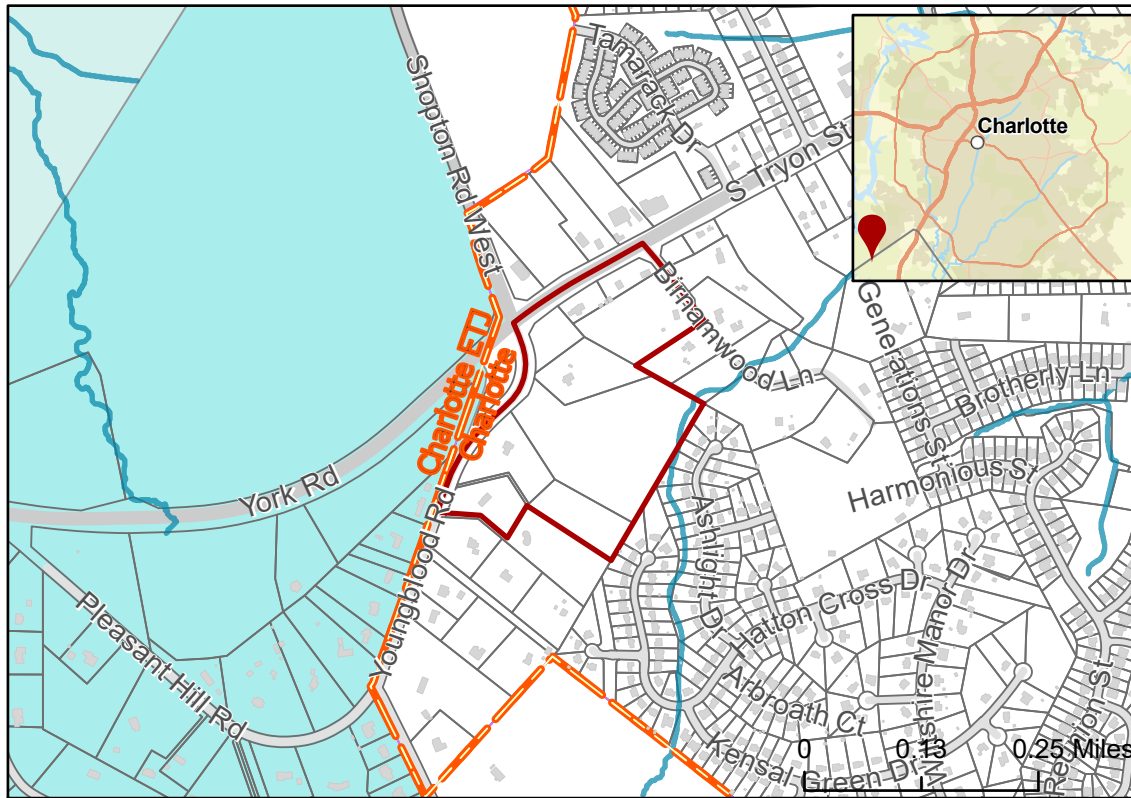 Tamarack Dr
Shopton Rd West
S Tryon St
Charlotte
Birnamwood Ln
Generations St
Brotherly Ln
Charlotte ETJ
Charlotte
Harmonious St
York Rd
Ashlight Dr
Youngblood Rd
Hatton Cross Dr
Pleasant Hill Rd
Arbroath Ct
Kensal Green Dr
Reunion St
0 0.13 0.25 Miles